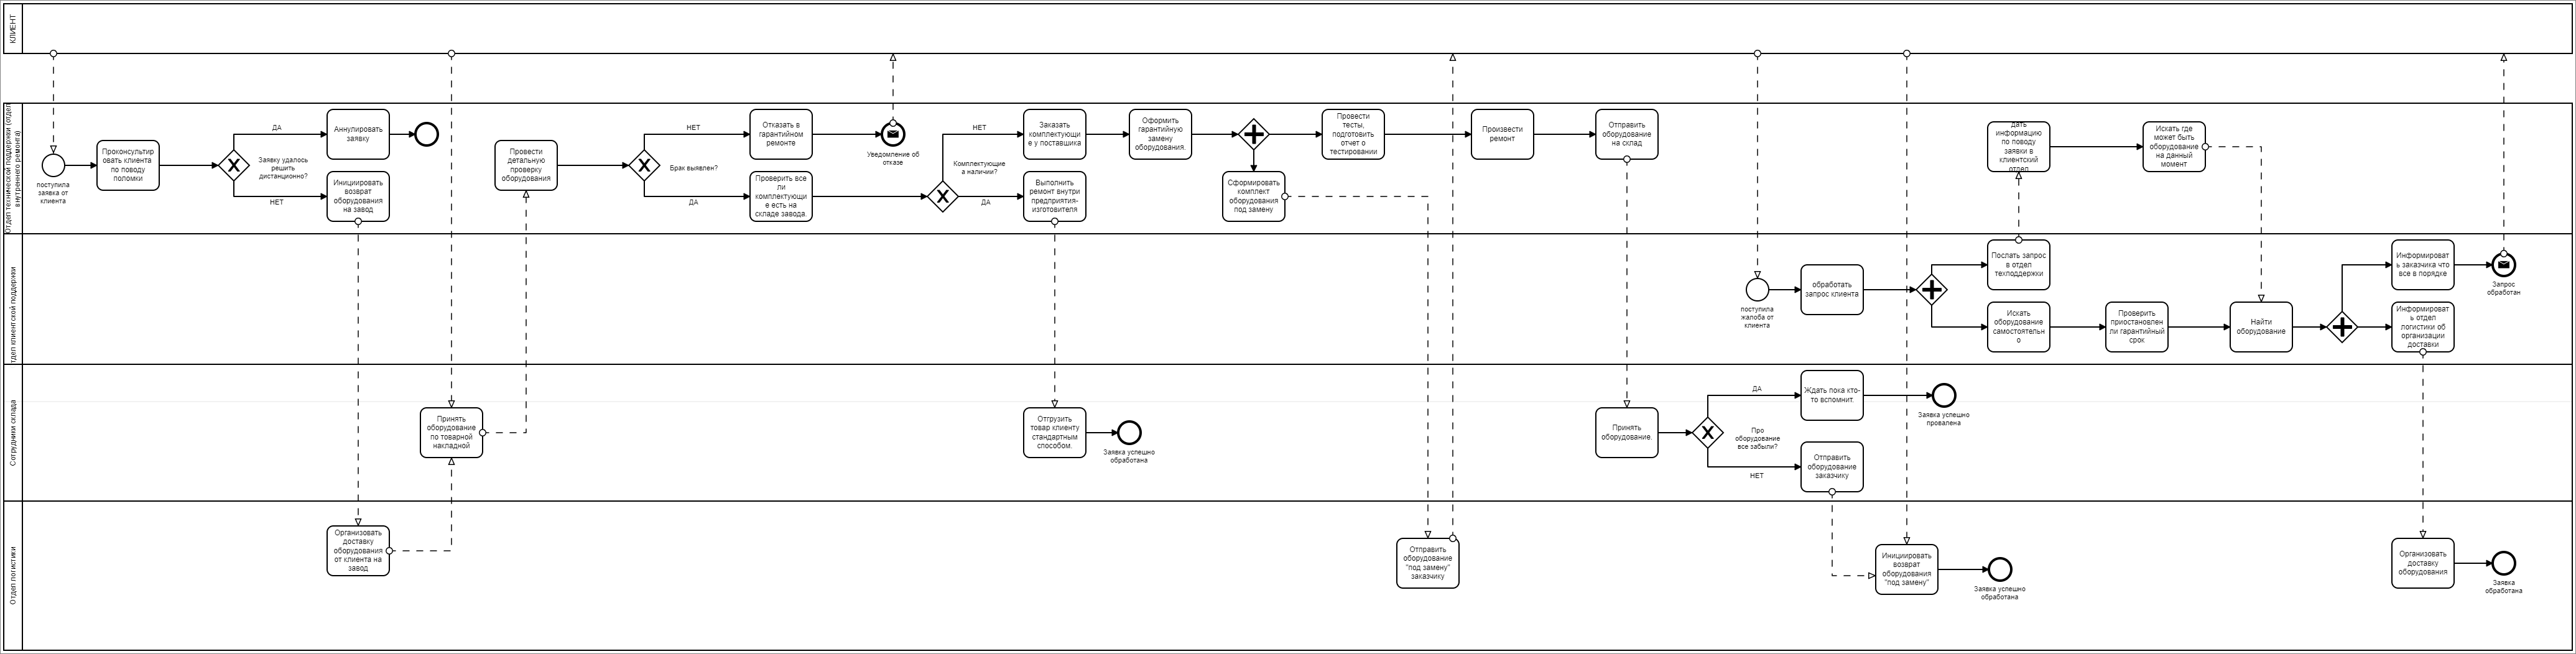 КЛИЕНТ
Отдел технической поддержки (отдел
внутреннего ремонта)
поступила
заявка от
клиента
Проконсультир
овать клиента
по поводу
поломки
Заявку удалось
решить
дистанционно?
ДА
НЕТ
Аннулировать
заявку
Инициировать
возврат
оборудования
на завод
Провести
детальную
проверку
оборудования
Брак выявлен?
НЕТ
ДА
Отказать в
гарантийном
ремонте
Уведомление об
отказе
Проверить все
ли
комплектующи
е есть на
складе завода.
Комплектующие
а наличии?
НЕТ
ДА
Заказать
комплектующи
е у поставщика
Выполнить
ремонт внутри
предприятия-
изготовителя
Оформить
гарантийную
замену
оборудования.
Сформировать
комплект
оборудования
под замену
Провести
тесты,
подготовить
отчет о
тестировании
Произвести
ремонт
Отправить
оборудование
на склад
дать
информацию
по поводу
заявки в
клиентский
отдел
Искать где
может быть
оборудование
на данный
момент
тдел клиентской поддержки
поступила
жалоба от
клиента
обработать
запрос клиента
Послать запрос
в отдел
техподдержки
Искать
оборудование
самостоятельн
о
Проверить
приостановлен
ли гарантийный
срок
Найти
оборудование
Информироват
ь заказчика что
все в порядке
Запрос
обработан
Информироват
ь отдел
логистики об
организации
доставки
Сотрудники склада
Принять
оборудование
по товарной
накладной
Отгрузить
товар клиенту
стандартным
способом.
Заявка успешно
обработана
Принять
оборудование.
Про
оборудование
все забыли?
ДА
НЕТ
Ждать пока кто-
то вспомнит.
Заявка успешно
провалена
Отправить
оборудование
заказчику
Отдел логистики
Организовать
доставку
оборудования
от клиента на
завод
Отправить
оборудование
"под замену"
заказчику
Инициировать
возврат
оборудования
"под замену"
Заявка успешно
обработана
Организовать
доставку
оборудования
Заявка
обработана